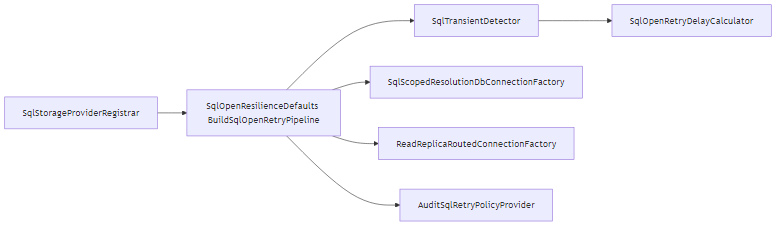 SqlStorageProviderRegistrar
SqlOpenResilienceDefaults
BuildSqlOpenRetryPipeline
SqlTransientDetector
SqlOpenRetryDelayCalculator
SqlScopedResolutionDbConnectionFactory
ReadReplicaRoutedConnectionFactory
AuditSqlRetryPolicyProvider